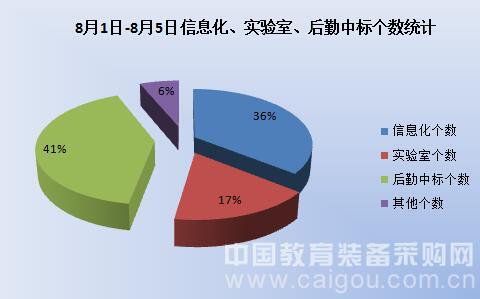 8月1日-8月5日信息化、实验室、后勤中标个数统计
6%
36%
41%
17%
信息化个数
实验室个数
后勤中标个数
其他个数
中国教育装备采购网
www.caigou.com.cn